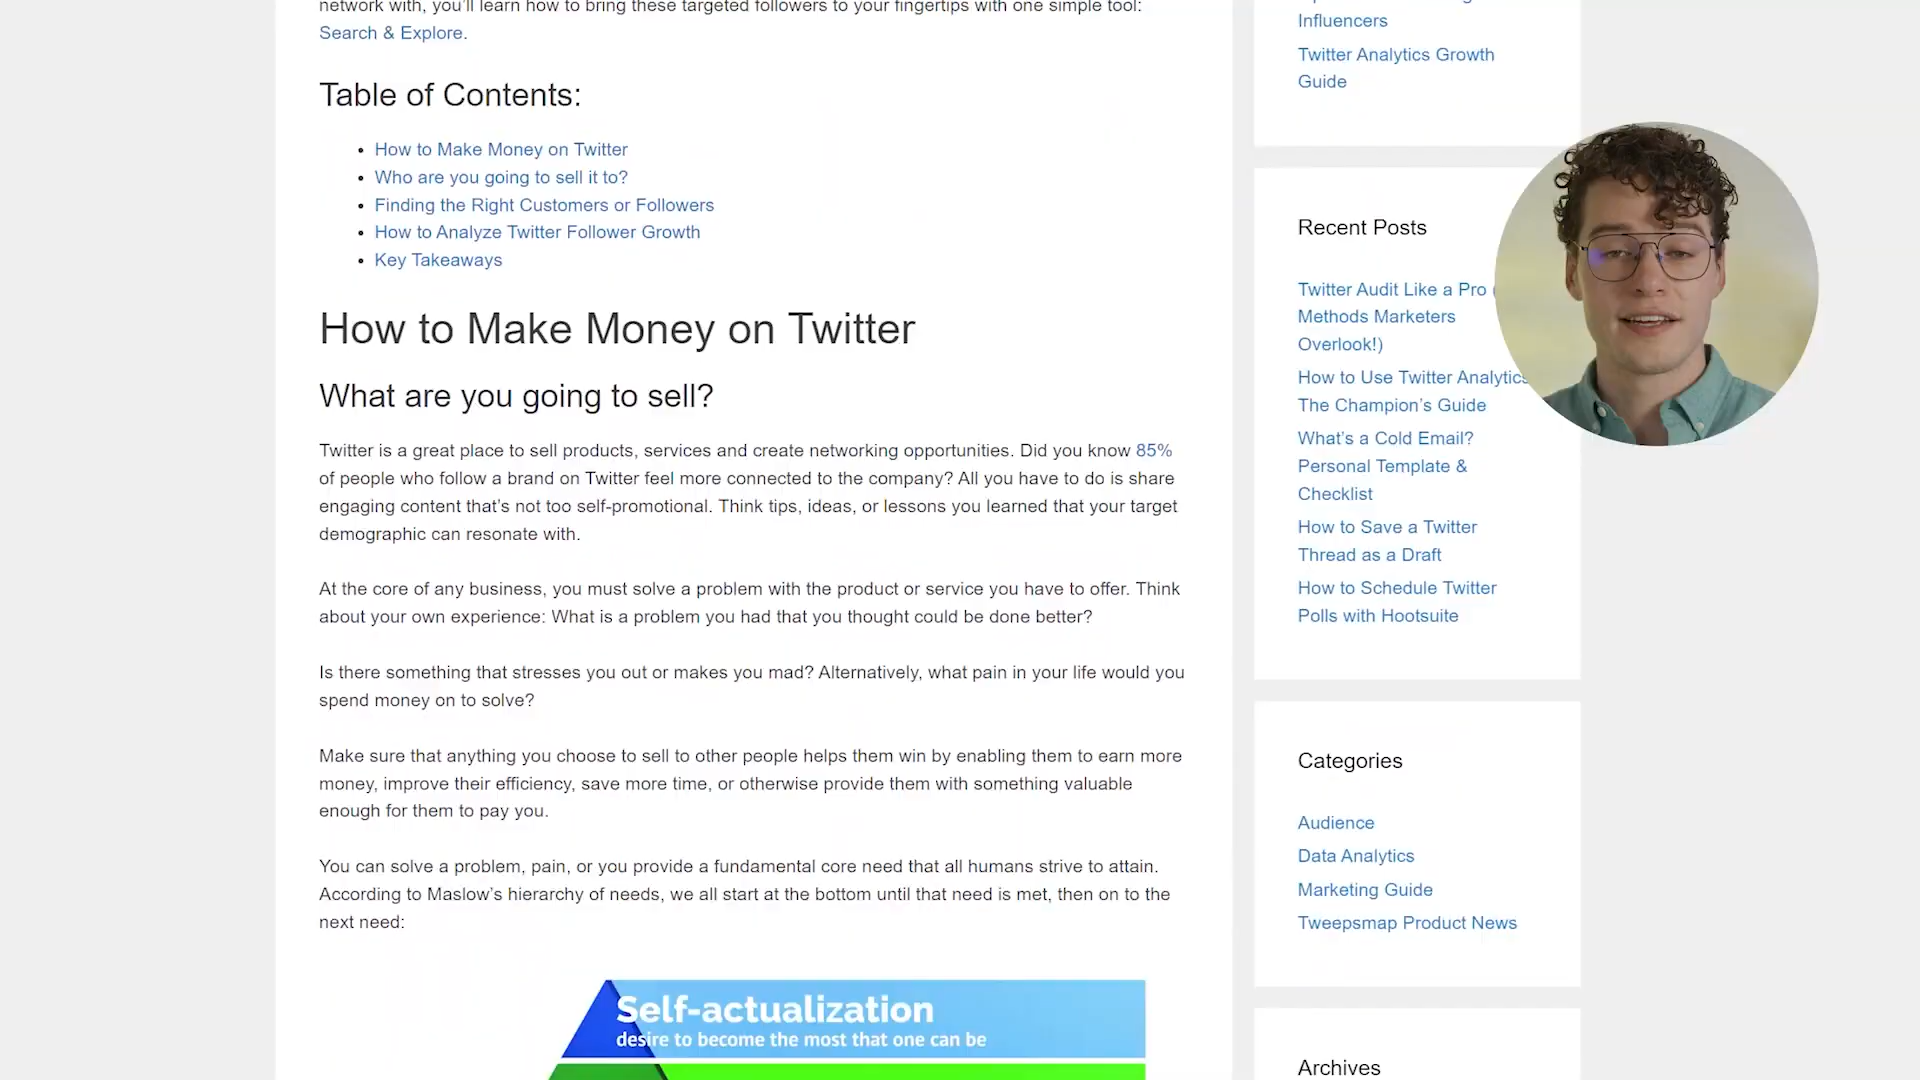 network with, you'll learn how to bring these targeted followers to your fingertips with one simple tool:
Search & Explore.
Table of Contents:
• How to Make Money on Twitter
• Who are you going to sell it to?
• Finding the Right Customers or Followers
• How to Analyze Twitter Follower Growth
• Key Takeaways
How to Make Money on Twitter
What are you going to sell?
Twitter is a great place to sell products, services and create networking opportunities. Did you know 85%
of people who follow a brand on Twitter feel more connected to the company? All you have to do is share
engaging content that's not too self-promotional. Think tips, ideas, or lessons you learned that your target
demographic can resonate with.
At the core of any business, you must solve a problem with the product or service you have to offer. Think
about your own experience: What is a problem you had that you thought could be done better?
Is there something that stresses you out or makes you mad? Alternatively, what pain in your life would you
spend money on to solve?
Make sure that anything you choose to sell to other people helps them win by enabling them to earn more
money, improve their efficiency, save more time, or otherwise provide them with something valuable
enough for them to pay you.
You can solve a problem, pain, or you provide a fundamental core need that all humans strive to attain.
According to Maslow's hierarchy of needs, we all start at the bottom until that need is met, then on to the
next need:
Self-actualization
desire to become the most that one can be
Influencers
Twitter Analytics Growth
Guide
Recent Posts
Twitter Audit Like a Pro
Methods Marketers
Overlook!)
How to Use Twitter Analytics
The Champion's Guide
What's a Cold Email?
Personal Template &
Checklist
How to Save a Twitter
Thread as a Draft
How to Schedule Twitter
Polls with Hootsuite
Categories
Audience
Data Analytics
Marketing Guide
Tweepsmap Product News
Archives